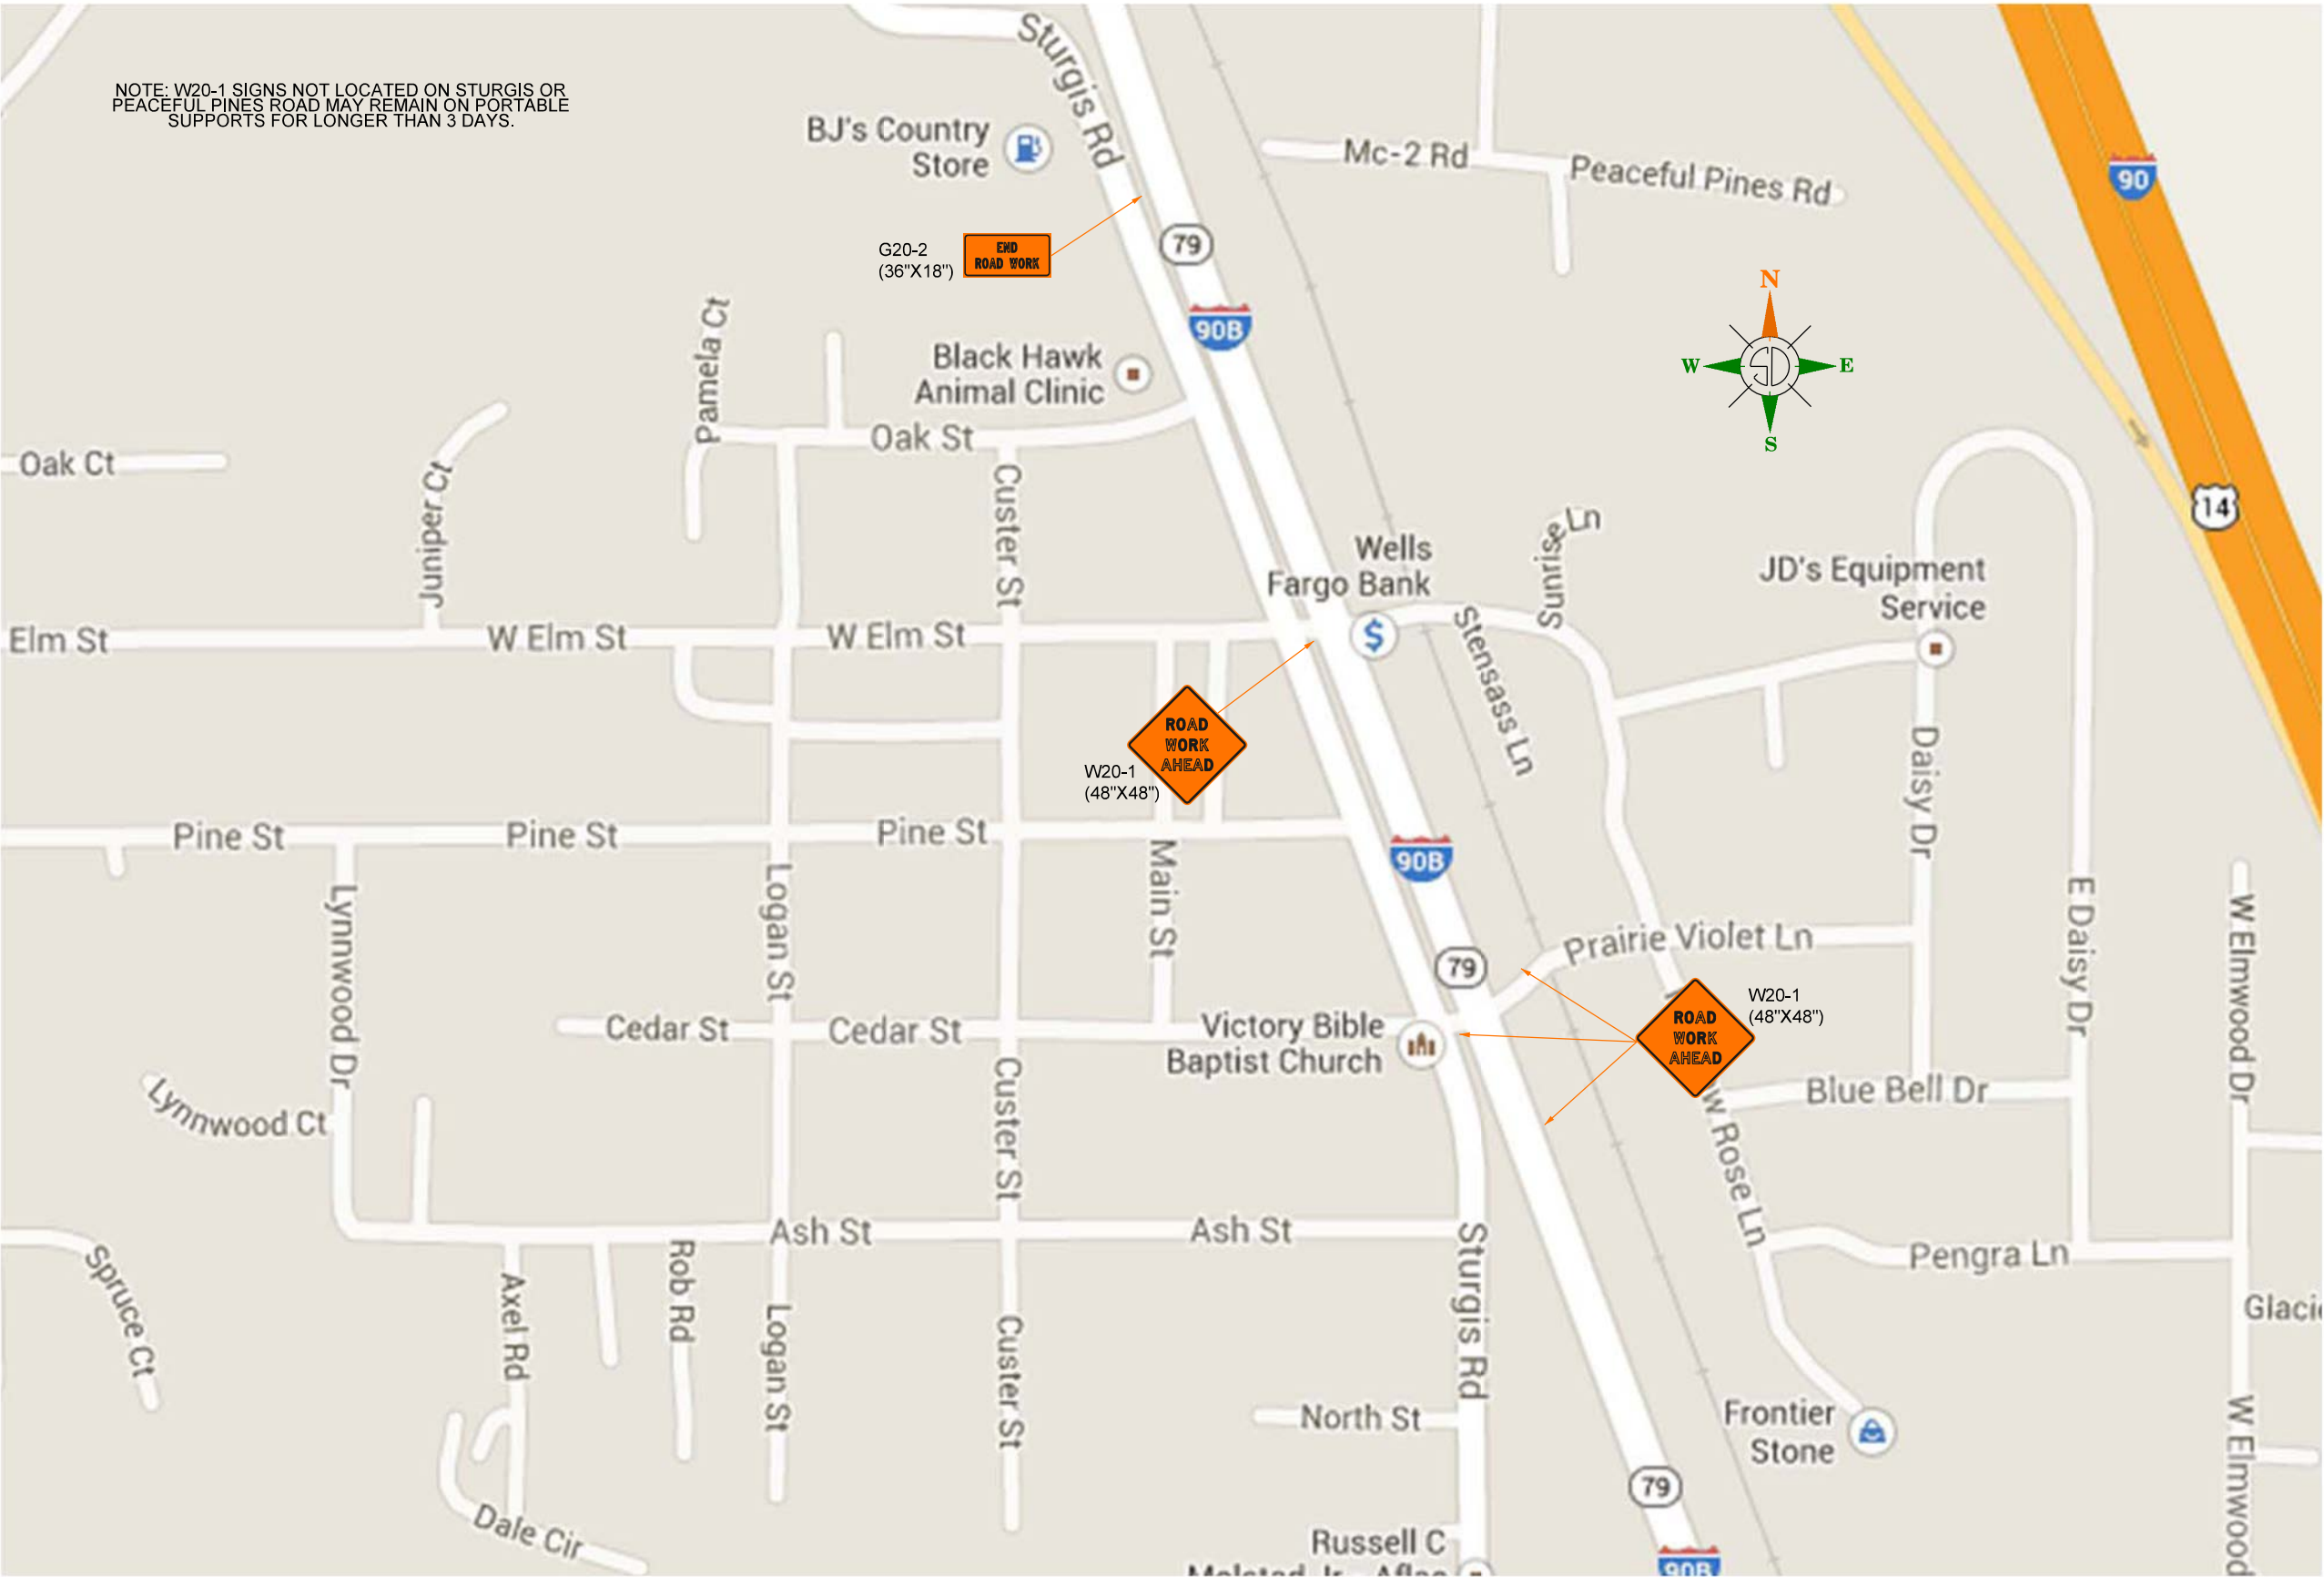 NOTE: W20-1 SIGNS NOT LOCATED ON STURGIS OR
PEACEFUL PINES ROAD MAY REMAIN ON PORTABLE
SUPPORTS FOR LONGER THAN 3 DAYS.
Sturgis Rd
BJ's Country
Store
Mc-2 Rd
Peaceful Pines Rd
90
G20-2
(36"X18")
END
ROAD WORK
79
90B
N
W
E
S
Pamela Ct
Black Hawk
Animal Clinic
Oak St
Oak Ct
Juniper Ct
Custer St
14
Wells
Fargo Bank
$
Sunrise Ln
Stensass Ln
JD's Equipment
Service
Elm St
W Elm St
W Elm St
ROAD
WORK
AHEAD
W20-1
(48"X48")
Daisy Dr
Pine St
Pine St
Pine St
90B
Main St
Logan St
Lynnwood Dr
E Daisy Dr
W Elmwood Dr
Prairie Violet Ln
79
W20-1
(48"X48")
ROAD
WORK
AHEAD
Cedar St
Cedar St
Victory Bible
Baptist Church
Custer St
Blue Bell Dr
Lynnwood Ct
w Rose Ln
Ash St
Ash St
Sturgis Rd
Pengra Ln
Spruce Ct
Axel Rd
Rob Rd
Logan St
Custer St
Glaci
North St
Frontier
Stone
W Elmwood
79
Dale Cir
Russell C
Molstad Jr - Aflac
90B